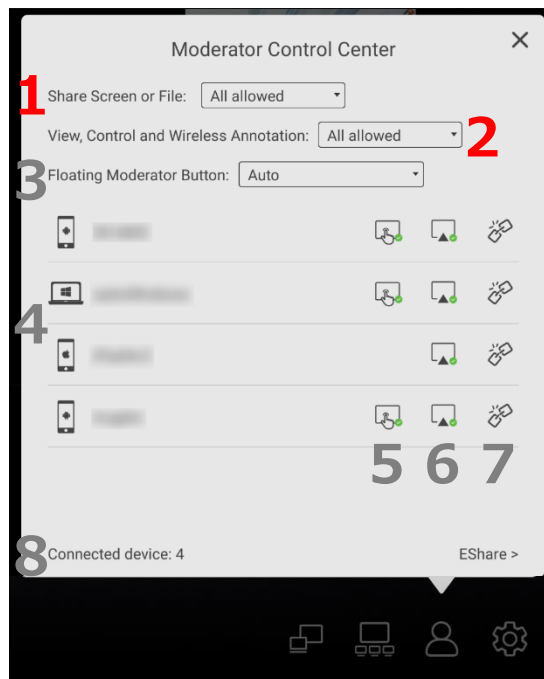 Moderator Control Center
1 Share Screen or File: All allowed
View, Control and Wireless Annotation: All allowed 2
3 Floating Moderator Button: Auto
4
5 6 7
8 Connected device: 4 EShare >